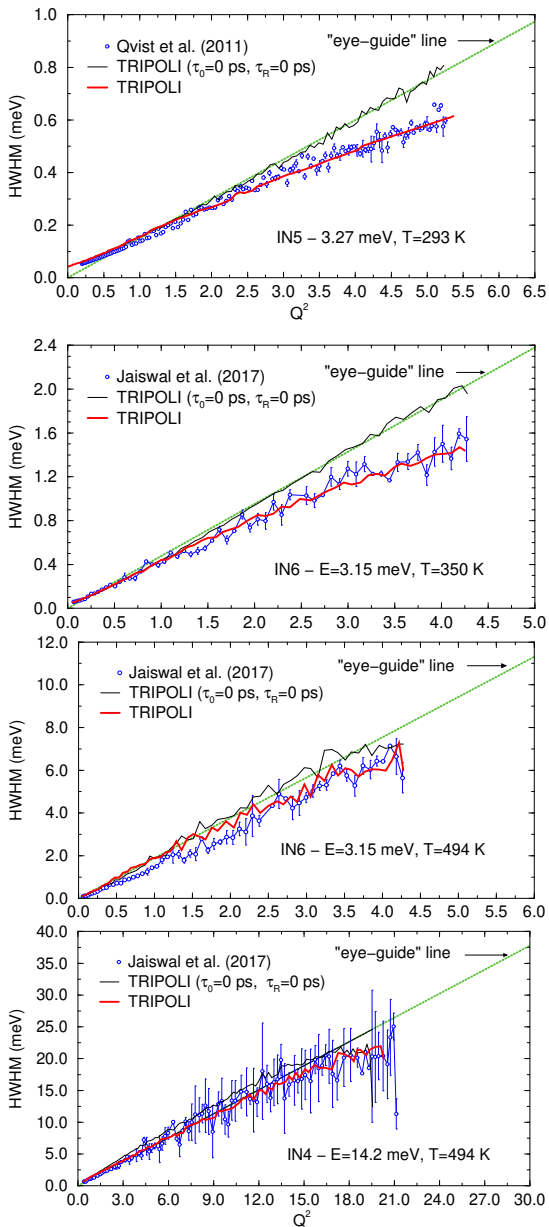 1.0
0.8
0.6
0.4
0.2
0.0
HWHM (meV)
Qvist et al. (2011)
TRIPOLI (τ0=0 ps, τR=0 ps)
TRIPOLI
"eye−guide" line
IN5 − 3.27 meV, T=293 K
0.0 0.5 1.0 1.5 2.0 2.5 3.0 3.5 4.0 4.5 5.0 5.5 6.0 6.5
Q²
2.4
2.0
1.6
1.2
0.8
0.4
0.0
HWHM (meV)
Jaiswal et al. (2017)
TRIPOLI (τ0=0 ps, τR=0 ps)
TRIPOLI
"eye−guide" line
IN6 − E=3.15 meV, T=350 K
0.0 0.5 1.0 1.5 2.0 2.5 3.0 3.5 4.0 4.5 5.0
12.0
10.0
8.0
6.0
4.0
2.0
0.0
HWHM (meV)
Jaiswal et al. (2017)
TRIPOLI (τ0=0 ps, τR=0 ps)
TRIPOLI
"eye−guide" line
IN6 − E=3.15 meV, T=494 K
0.0 0.5 1.0 1.5 2.0 2.5 3.0 3.5 4.0 4.5 5.0 5.5 6.0
40.0
35.0
30.0
25.0
20.0
15.0
10.0
5.0
0.0
HWHM (meV)
Jaiswal et al. (2017)
TRIPOLI (τ0=0 ps, τR=0 ps)
TRIPOLI
"eye−guide" line
IN4 − E=14.2 meV, T=494 K
0.0 3.0 6.0 9.0 12.0 15.0 18.0 21.0 24.0 27.0 30.0
Q²